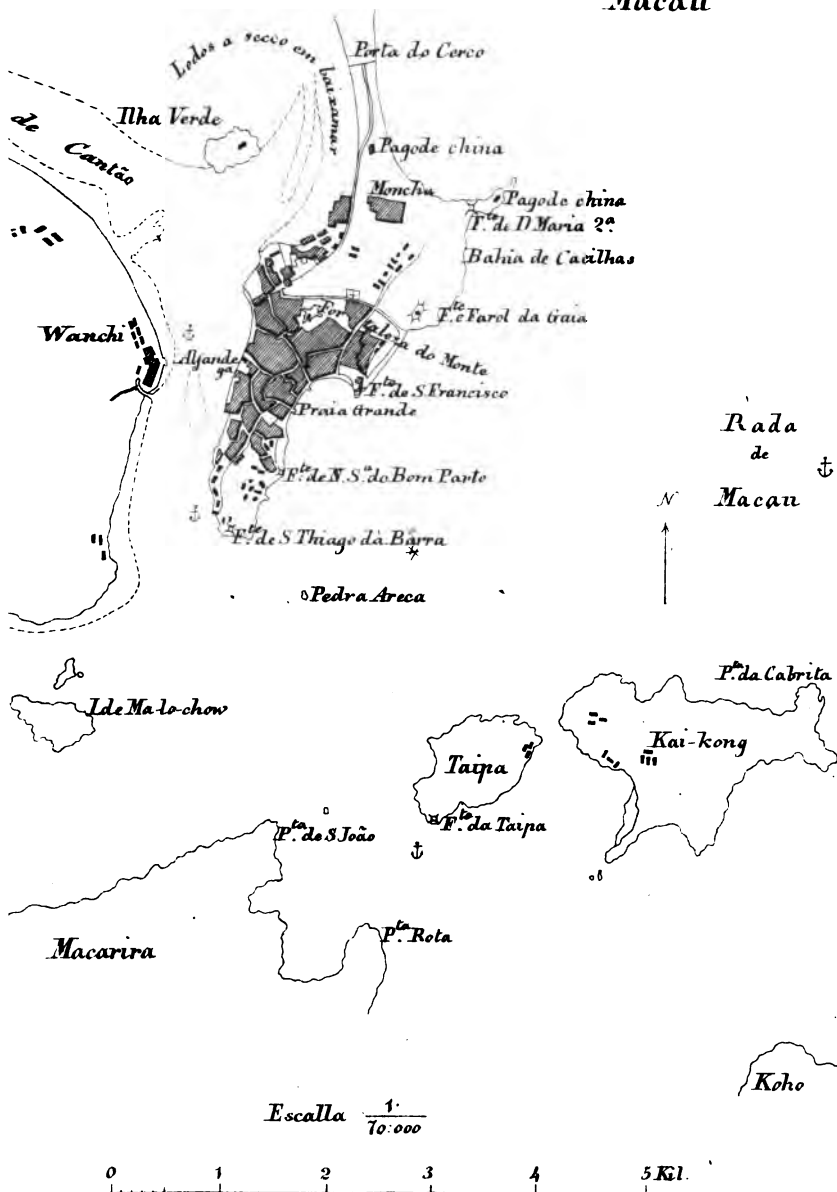 Macau
Porta do Cerco
Lodos a secco em baixamar
Ilha Verde
de Cantão
Pagode china
Monchu
Pagode china
F.te de D Maria 2.ª
Bahia de Cacilhas
F.te e Farol da Gaia
Fortaleza do Monte
Wanchi
Alfandega
F.te de S. Francisco
Praia Grande
Rada
de
Macau
F.te de N. S.ª do Bom Parto
N
F.te de S Thiago da Barra
Pedra Areca
P.ta da Cabrita
I de Ma-lo-chow
Kai-kong
Taipa
F.te da Taipa
P.ta de S João
P.ta Rota
Macarira
Koho
Escalla 1. / 70:000
0 1 2 3 4 5 Kil.